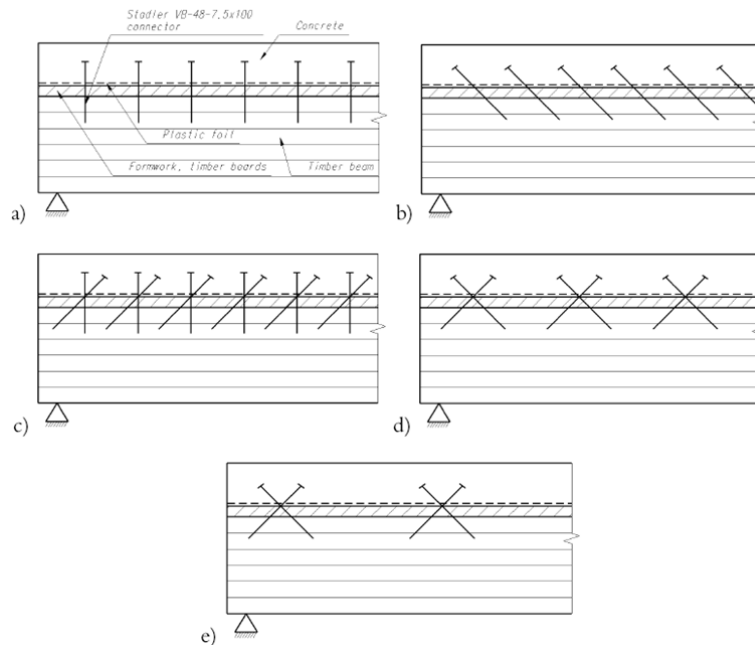 Stadler VB-48-7.5x100
connector
Concrete
Plastic foil
Formwork, timber boards
Timber beam
a)
b)
c)
d)
e)